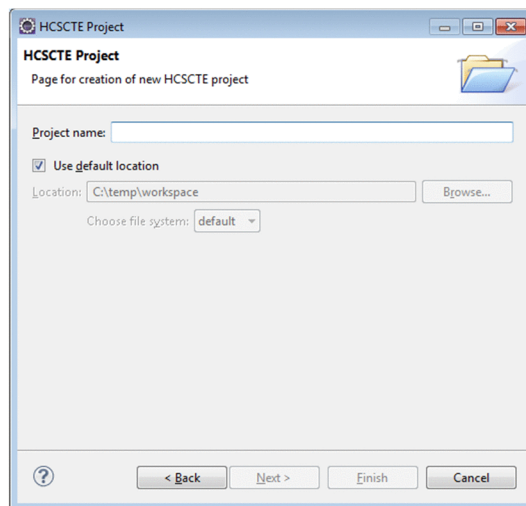 HCSCTE Project
HCSCTE Project
Page for creation of new HCSCTE project
Project name:
Use default location
Location: C:\temp\workspace Browse...
Choose file system: default
? < Back Next > Finish Cancel